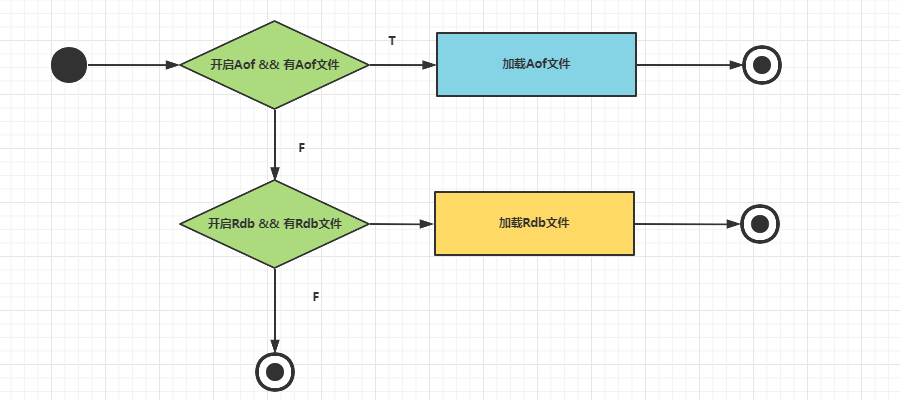 T
开启Aof && 有Aof文件
加载Aof文件
F
开启Rdb && 有Rdb文件
加载Rdb文件
F